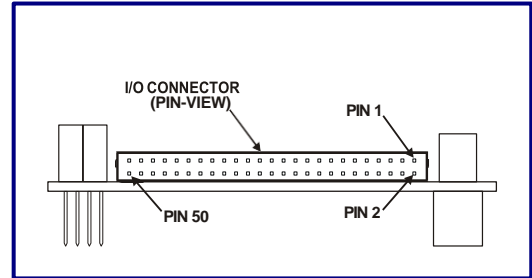 I/O CONNECTOR
(PIN-VIEW)
PIN 1
PIN 50
PIN 2